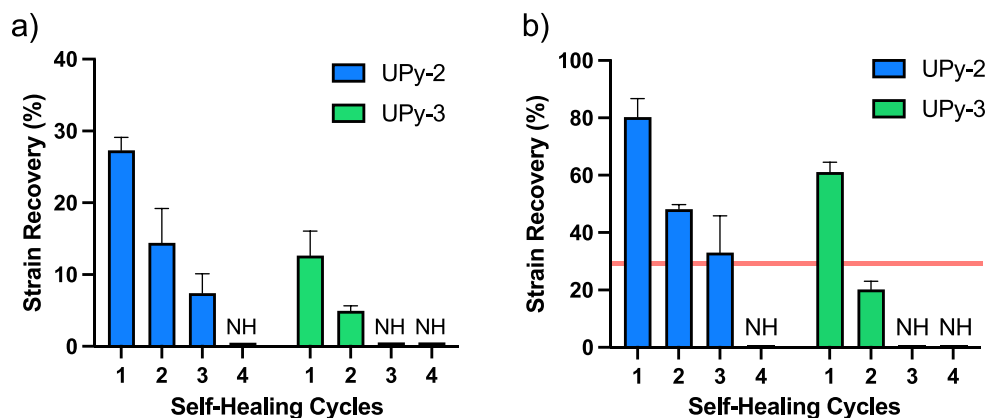 a)
Strain Recovery (%)
40
30
20
10
0
UPy-2
UPy-3
NH
NH NH
1 2 3 4 1 2 3 4
Self-Healing Cycles
b)
Strain Recovery (%)
100
80
60
40
20
0
UPy-2
UPy-3
NH
NH NH
1 2 3 4 1 2 3 4
Self-Healing Cycles